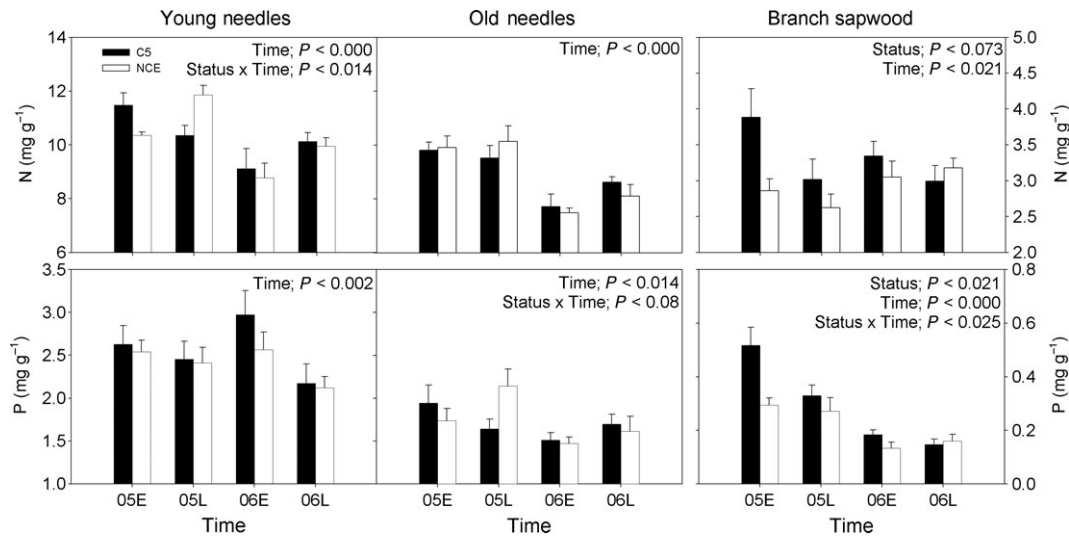 Young needles
Old needles
Branch sapwood
14
12
10
8
6
N (mg g⁻¹)
C5
NCE
Time; P < 0.000
Status x Time; P < 0.014
Time; P < 0.000
Status; P < 0.073
Time; P < 0.021
5.0
4.5
4.0
3.5
3.0
2.5
2.0
N (mg g⁻¹)
3.5
3.0
2.5
2.0
1.5
1.0
P (mg g⁻¹)
Time; P < 0.002
Time; P < 0.014
Status x Time; P < 0.08
Status; P < 0.021
Time; P < 0.000
Status x Time; P < 0.025
0.8
0.6
0.4
0.2
0.0
P (mg g⁻¹)
05E 05L 06E 06L
05E 05L 06E 06L
05E 05L 06E 06L
Time
Time
Time